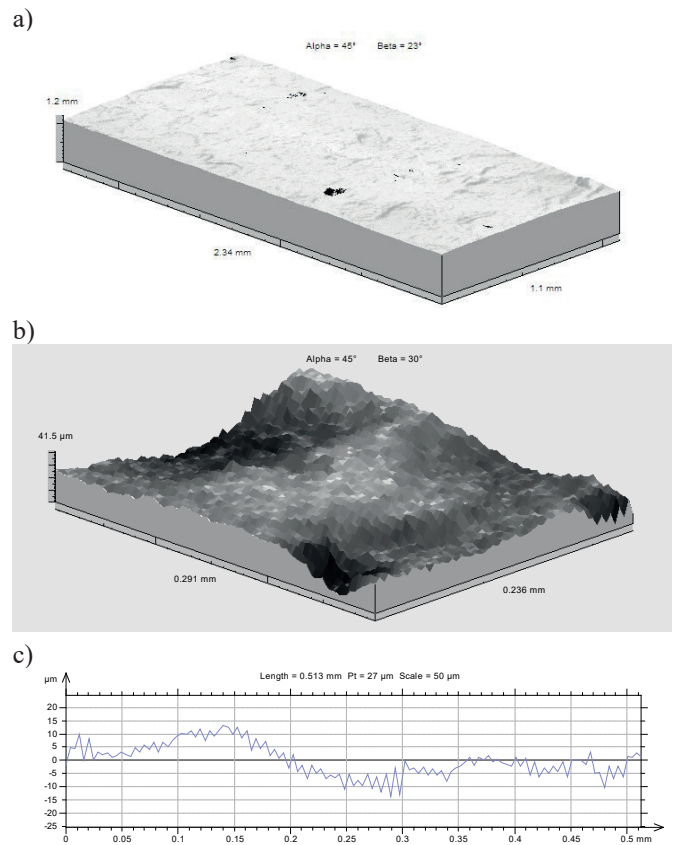 a)
Alpha = 45° Beta = 23°
1.2 mm
2.34 mm
1.1 mm
b)
Alpha = 45° Beta = 30°
41.5 µm
0.291 mm
0.236 mm
c)
µm Length = 0.513 mm Pt = 27 µm Scale = 50 µm
20
15
10
5
0
-5
-10
-15
-20
-25
0 0.05 0.1 0.15 0.2 0.25 0.3 0.35 0.4 0.45 0.5 mm